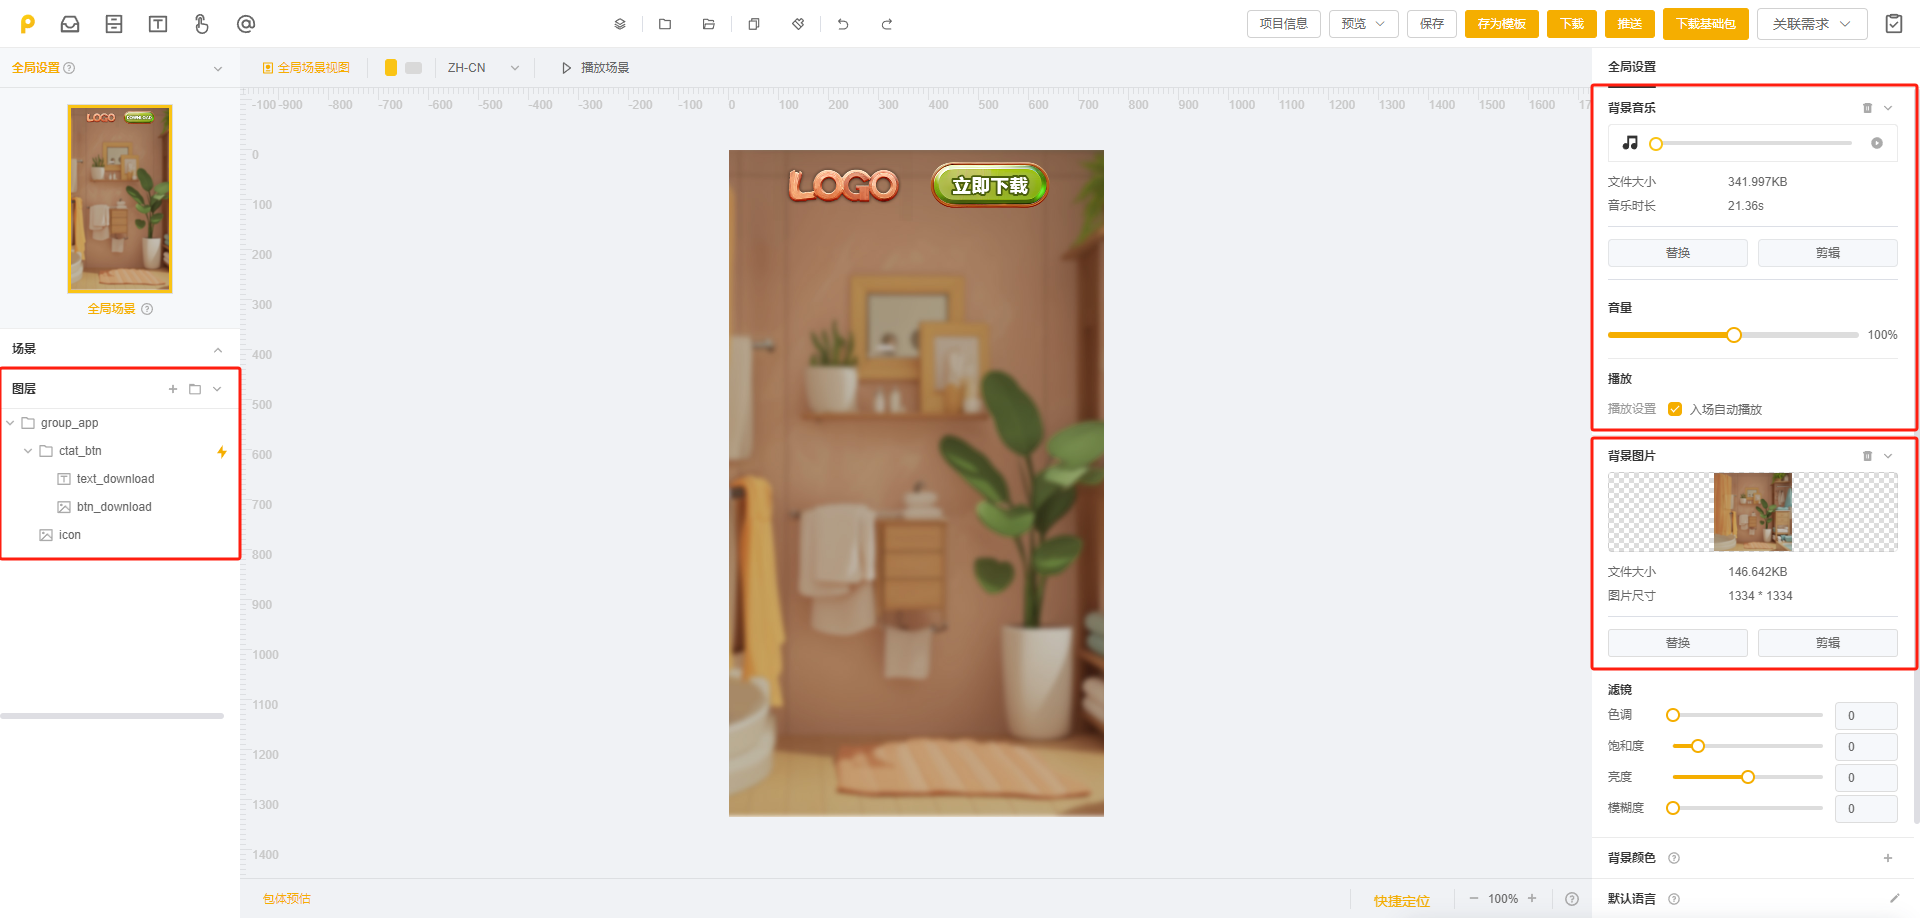 项目信息
预览
保存
存为模板
下载
推送
下载基础包
关联需求
全局设置
全局场景视图
ZH-CN
播放场景
全局设置
-100 -900 -800 -700 -600 -500 -400 -300 -200 -100 0 100 200 300 400 500 600 700 800 900 1000 1100 1200 1300 1400 1500 1600
LOGO DOWNLOAD
全局场景
场景
图层
group_app
ctat_btn
text_download
btn_download
icon
0
100
200
300
400
500
600
700
800
900
1000
1100
1200
1300
1400
LOGO 立即下载
背景音乐
文件大小 341.997KB
音乐时长 21.36s
替换 剪辑
音量
100%
播放
播放设置 入场自动播放
背景图片
文件大小 146.642KB
图片尺寸 1334 * 1334
替换 剪辑
滤镜
色调 0
饱和度 0
亮度 0
模糊度 0
背景颜色
默认语言
包体预估
快捷定位
100%